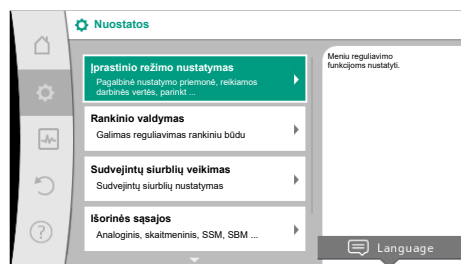 Nuostatos
Įprastinio režimo nustatymas
Pagalbinė nustatymo priemonė, reikiamos
darbinės vertės, parinkt ...
Rankinio valdymas
Galimas reguliavimas rankiniu būdu
Sudvejintų siurblių veikimas
Sudvejintų siurblių nustatymas
Išorinės sąsajos
Analoginis, skaitmeninis, SSM, SBM ...
Meniu reguliavimo
funkcijoms nustatyti.
Language